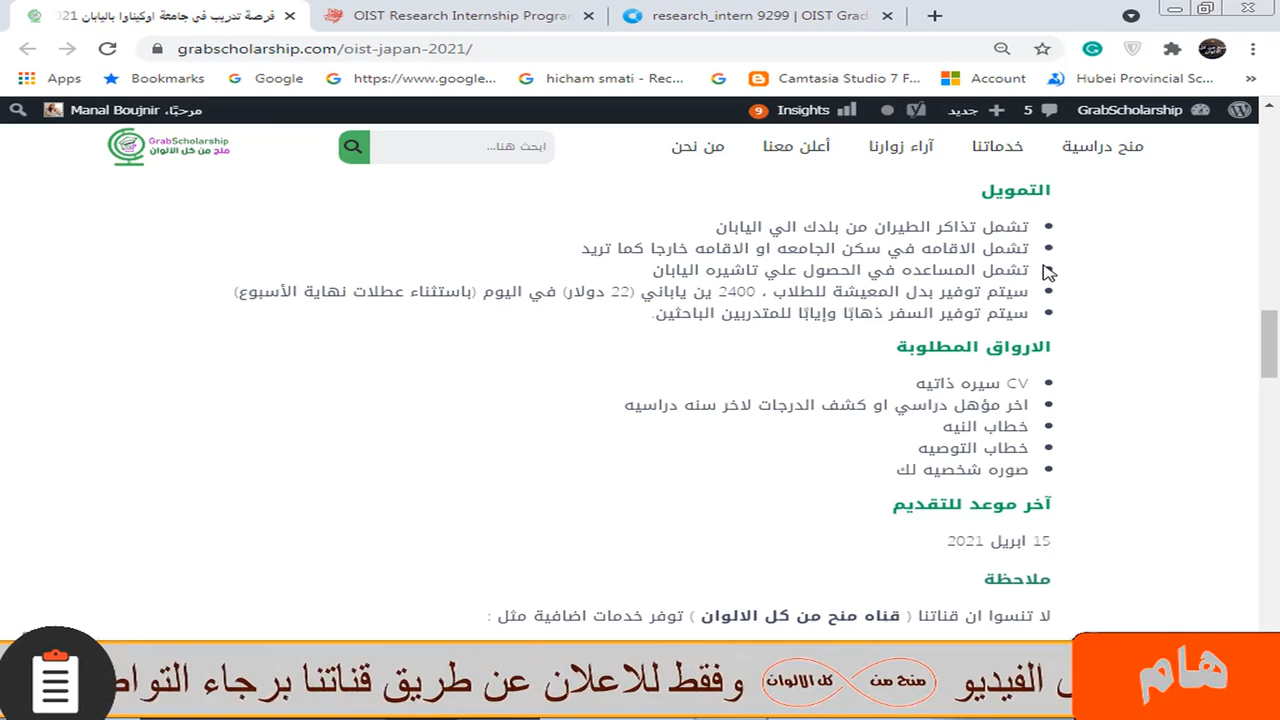 فرصة تدريب في جامعة اوكيناوا باليابان 2021
OIST Research Internship Progra
research_intern 9299 | OIST Grad
grabscholarship.com/oist-japan-2021/
Apps
Bookmarks
Google
https://www.google...
hicham smati - Rec...
Camtasia Studio 7 F...
Account
Hubei Provincial Sc...
»
مرحبًا، Manal Boujnir
9 Insights
جديد
5
GrabScholarship
GrabScholarship
منح من كل الالوان
ابحث هنا...
منح دراسية
خدماتنا
آراء زوارنا
أعلن معنا
من نحن
التمويل
تشمل تذاكر الطيران من بلدك الي اليابان
تشمل الاقامه في سكن الجامعه او الاقامه خارجا كما تريد
تشمل المساعده في الحصول علي تاشيره اليابان
سيتم توفير بدل المعيشة للطلاب ، 2400 ين ياباني (22 دولار) في اليوم (باستثناء عطلات نهاية الأسبوع)
سيتم توفير السفر ذهابًا وإيابًا للمتدربين الباحثين.
الاوراق المطلوبة
CV سيره ذاتيه
اخر مؤهل دراسي او كشف الدرجات لاخر سنه دراسيه
خطاب النيه
خطاب التوصيه
صوره شخصيه لك
آخر موعد للتقديم
15 ابريل 2021
ملاحظة
لا تنسوا ان قناتنا ( قناه منح من كل الالوان ) توفر خدمات اضافية مثل :
هام
ل الفيديو
منح من كل الالوان
وفقط للاعلان عن طريق قناتنا برجاء التواص